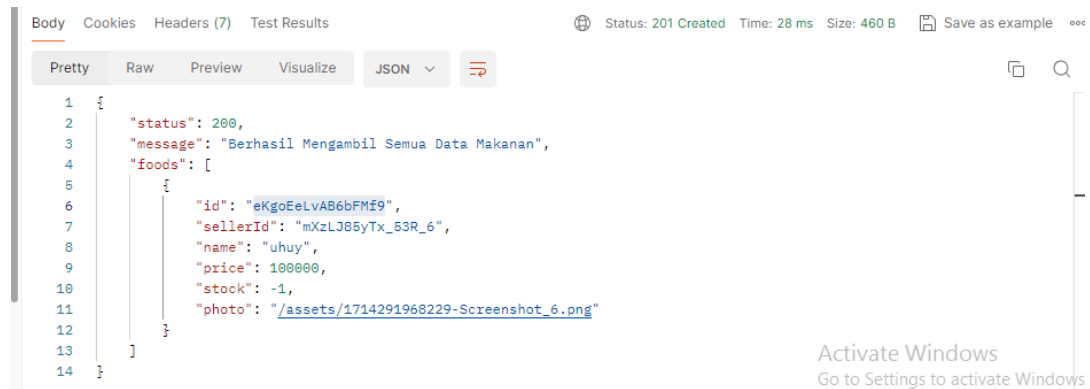 Body Cookies Headers (7) Test Results Status: 201 Created Time: 28 ms Size: 460 B Save as example
Pretty Raw Preview Visualize JSON
1 {
2 "status": 200,
3 "message": "Berhasil Mengambil Semua Data Makanan",
4 "foods": [
5 {
6 "id": "eKgoEeLvAB6bFMf9",
7 "sellerId": "mXzLJ85yTx_53R_6",
8 "name": "uhuy",
9 "price": 100000,
10 "stock": -1,
11 "photo": "/assets/1714291968229-Screenshot_6.png"
12 }
13 ]
14 }
Activate Windows
Go to Settings to activate Windows